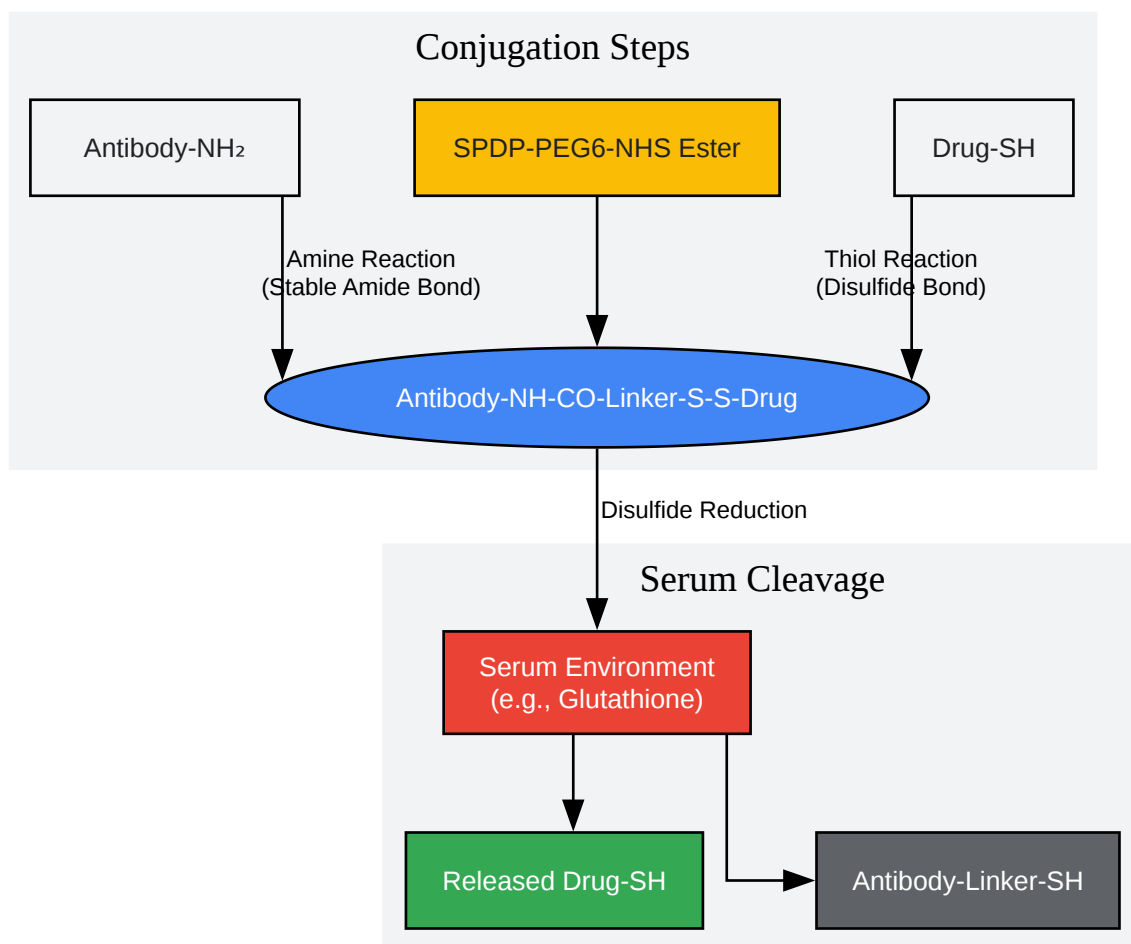 Conjugation Steps
Antibody-NH₂
SPDP-PEG6-NHS Ester
Drug-SH
Amine Reaction
(Stable Amide Bond)
Thiol Reaction
(Disulfide Bond)
Antibody-NH-CO-Linker-S-S-Drug
Disulfide Reduction
Serum Cleavage
Serum Environment
(e.g., Glutathione)
Released Drug-SH
Antibody-Linker-SH